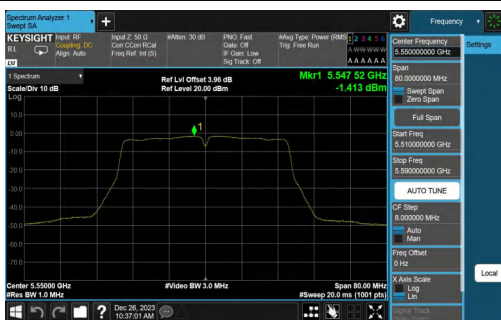 Spectrum Analyzer 1
Swept SA
Frequency
KEYSIGHT
RL
Input: RF
Coupling: DC
Align: Auto
Input Z: 50 Ω
Corr CCorr RCal
Freq Ref: Int (S)
#Atten: 30 dB
PNO: Fast
Gate: Off
IF Gain: Low
Sig Track: Off
#Avg Type: Power (RMS
Trig: Free Run
1 2 3 4 5 6
A W W W W W
A A A A A A
LVI
1 Spectrum
Scale/Div 10 dB
Ref Lvl Offset 3.96 dB
Ref Level 20.00 dBm
Mkr1 5.547 52 GHz
-1.413 dBm
Log
10.0
0.00
-10.0
-20.0
-30.0
-40.0
-50.0
-60.0
-70.0
1
Center 5.55000 GHz
#Res BW 1.0 MHz
#Video BW 3.0 MHz
Span 80.00 MHz
#Sweep 20.0 ms (1001 pts)
Center Frequency
5.550000000 GHz
Settings
Span
80.0000000 MHz
Swept Span
Zero Span
Full Span
Start Freq
5.510000000 GHz
Stop Freq
5.590000000 GHz
AUTO TUNE
CF Step
8.000000 MHz
Auto
Man
Freq Offset
0 Hz
X Axis Scale
Log
Lin
Local
Signal Track
Dec 26, 2023
10:37:01 AM